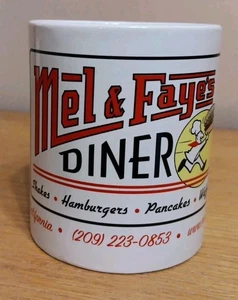 Mel & Faye's
DINER
Shakes • Hamburgers • Pancakes •
• (209) 223-0853 •